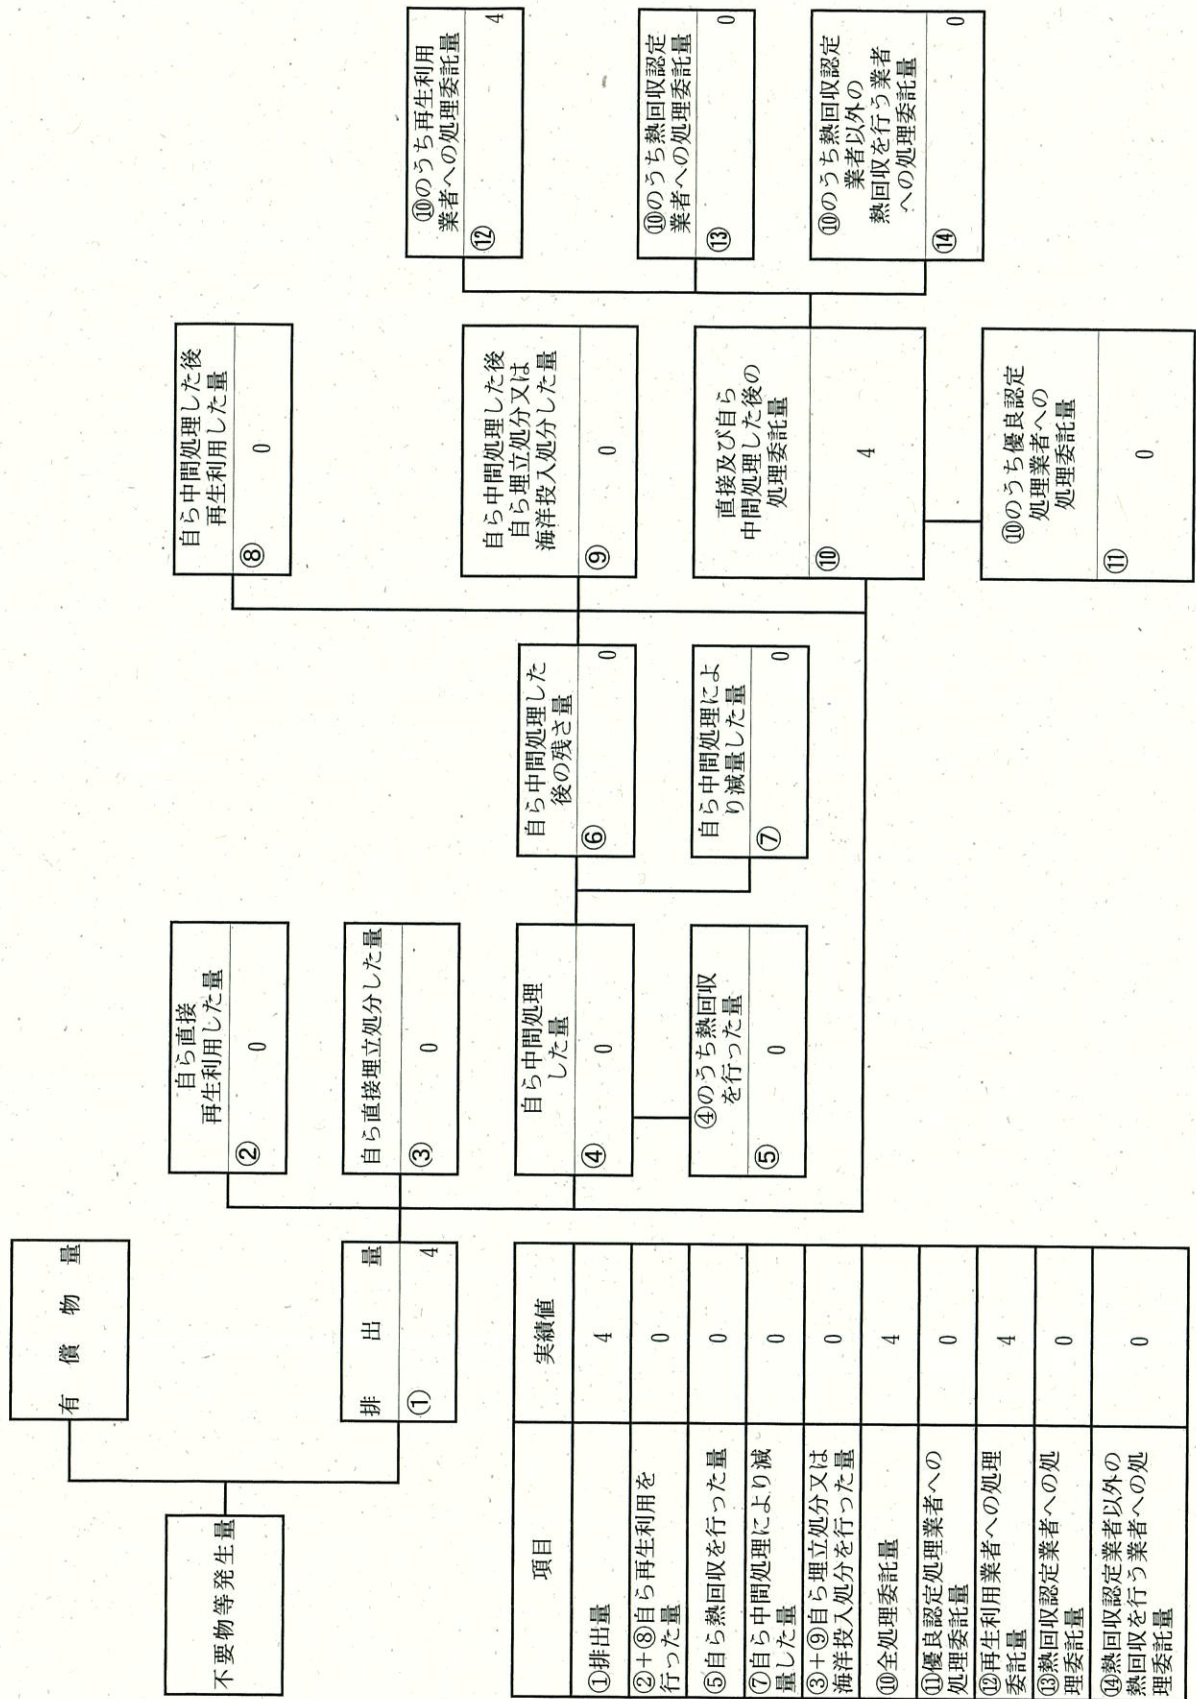 不要物等発生量
有償物量
排出量
①
4
自ら直接
再生利用した量
②
0
自ら直接埋立処分した量
③
0
自ら中間処理
した量
④
0
④のうち熱回収
を行った量
⑤
0
自ら中間処理した
後の残さ量
⑥
0
自ら中間処理によ
り減量した量
⑦
0
自ら中間処理した後
再生利用した量
⑧
0
自ら中間処理した後
自ら埋立処分又は
海洋投入処分した量
⑨
0
直接及び自ら
中間処理した後の
処理委託量
⑩
4
⑩のうち優良認定
処理業者への
処理委託量
⑪
0
⑩のうち再生利用
業者への処理委託量
⑫
4
⑩のうち熱回収認定
業者への処理委託量
⑬
0
⑩のうち熱回収認定
業者以外の
熱回収を行う業者
への処理委託量
⑭
0
項目 実績値
①排出量 4
②+⑧自ら再生利用を
行った量 0
⑤自ら熱回収を行った量 0
⑦自ら中間処理により減
量した量 0
③+⑨自ら埋立処分又は
海洋投入処分を行った量 0
⑩全処理委託量 4
⑪優良認定処理業者への
処理委託量 0
⑫再生利用業者への処理
委託量 4
⑬熱回収認定業者への処
理委託量 0
⑭熱回収認定業者以外の
熱回収を行う業者への処
理委託量 0